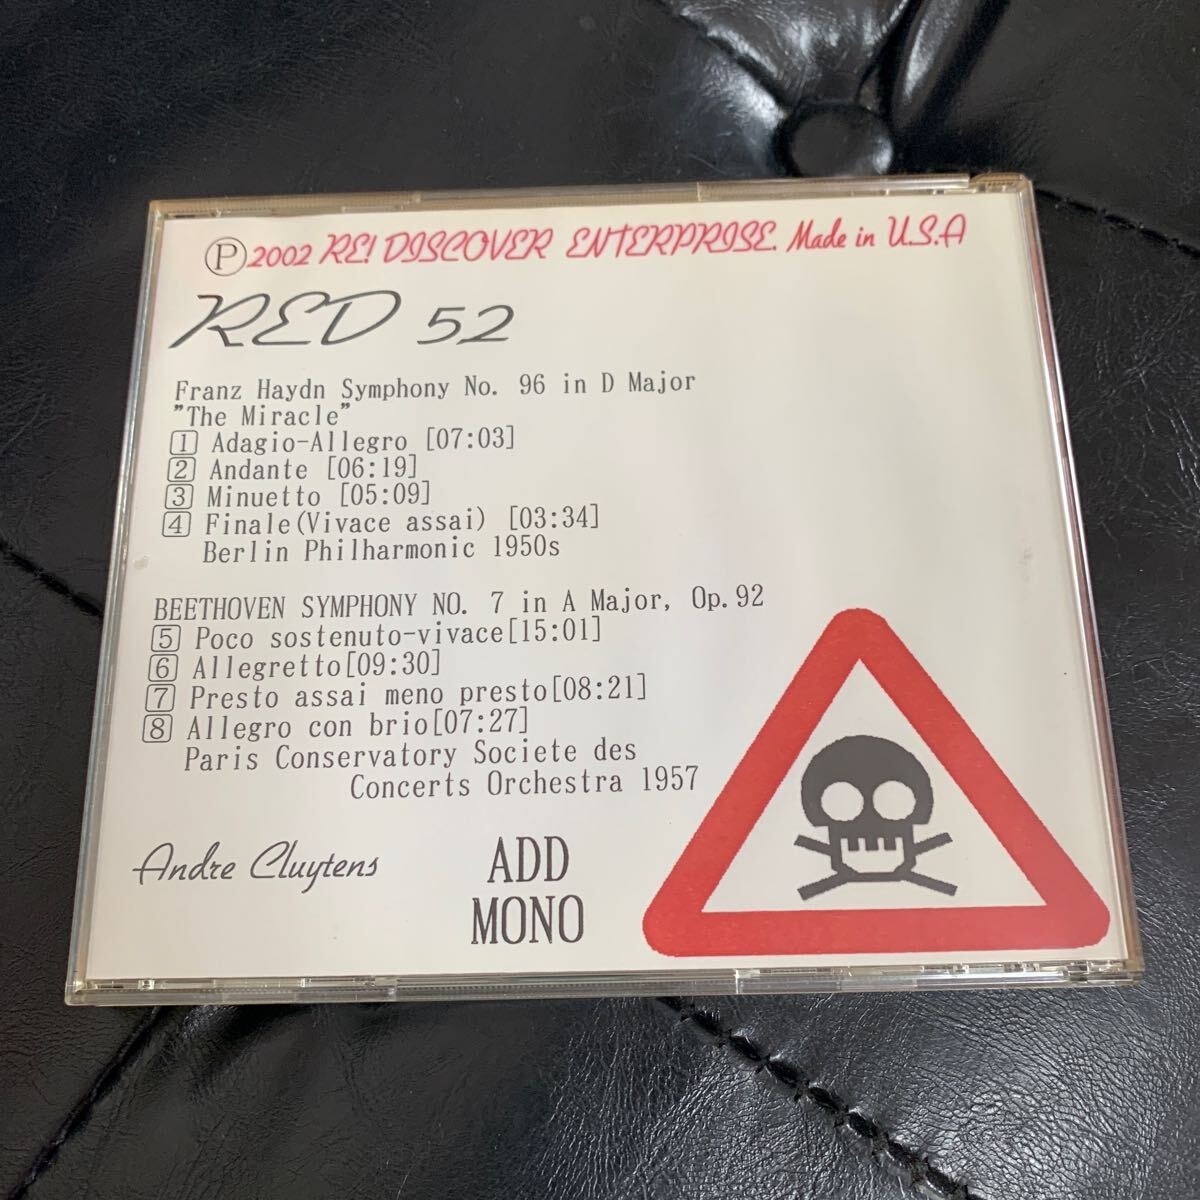 Ⓟ2002 RE! DISCOVER ENTERPRISE. Made in U.S.A
RED 52
Franz Haydn Symphony No. 96 in D Major
"The Miracle"
1 Adagio-Allegro [07:03]
2 Andante [06:19]
3 Minuetto [05:09]
4 Finale(Vivace assai) [03:34]
Berlin Philharmonic 1950s
BEETHOVEN SYMPHONY NO. 7 in A Major, Op.92
5 Poco sostenuto-vivace[15:01]
6 Allegretto[09:30]
7 Presto assai meno presto[08:21]
8 Allegro con brio[07:27]
Paris Conservatory Societe des
Concerts Orchestra 1957
Andre Cluytens
ADD
MONO